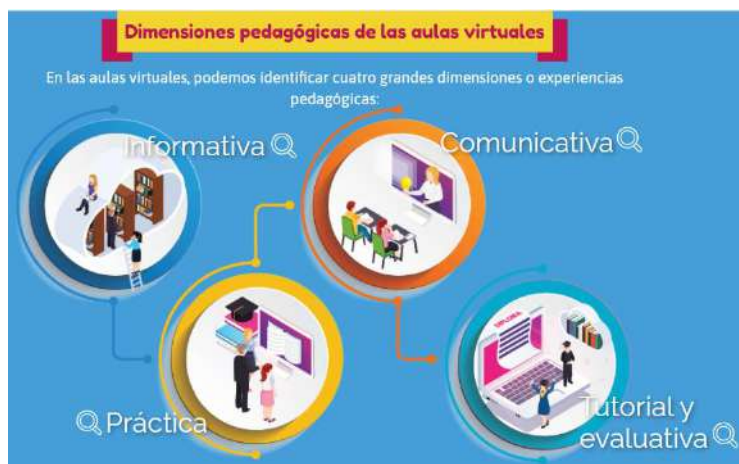 Dimensiones pedagógicas de las aulas virtuales
En las aulas virtuales, podemos identificar cuatro grandes dimensiones o experiencias
pedagógicas:
Informativa
Comunicativa
Práctica
DIPLOMA
Tutorial y
evaluativa